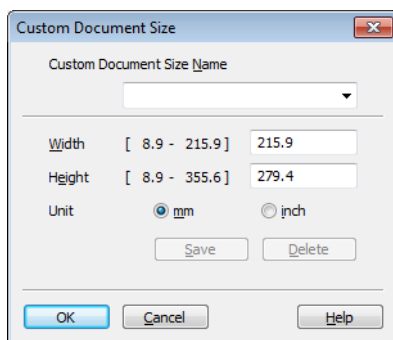 Custom Document Size
Custom Document Size Name
Width [ 8.9 - 215.9] 215.9
Height [ 8.9 - 355.6] 279.4
Unit mm inch
Save Delete
OK Cancel Help